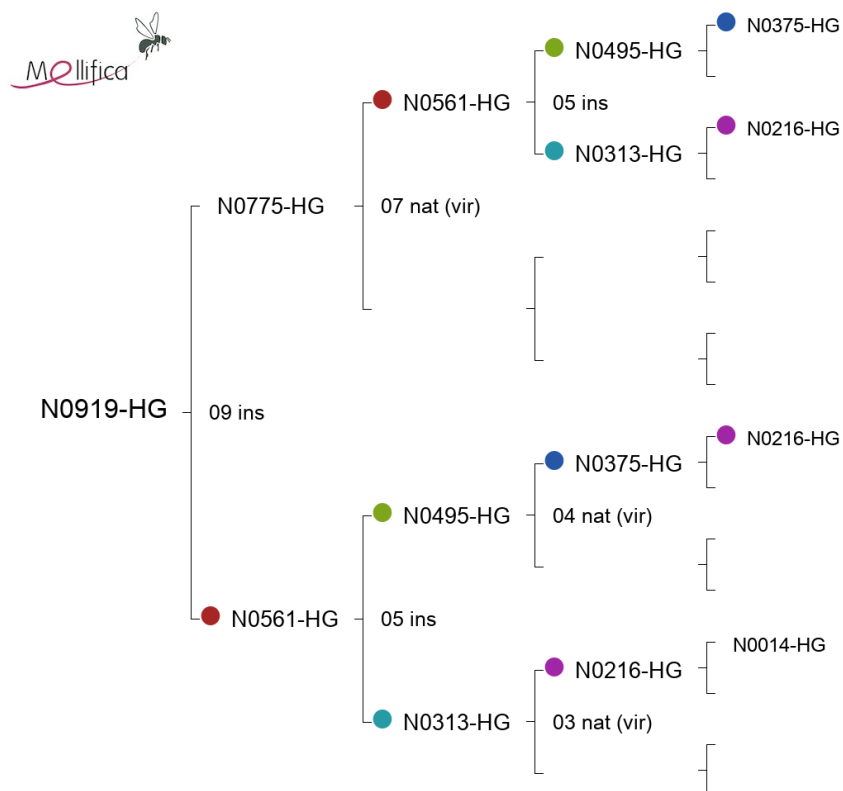 Mellifica
N0375-HG
N0495-HG
N0561-HG
05 ins
N0313-HG
N0216-HG
N0775-HG
07 nat (vir)
N0919-HG
09 ins
N0216-HG
N0375-HG
N0495-HG
04 nat (vir)
N0561-HG
05 ins
N0014-HG
N0216-HG
N0313-HG
03 nat (vir)